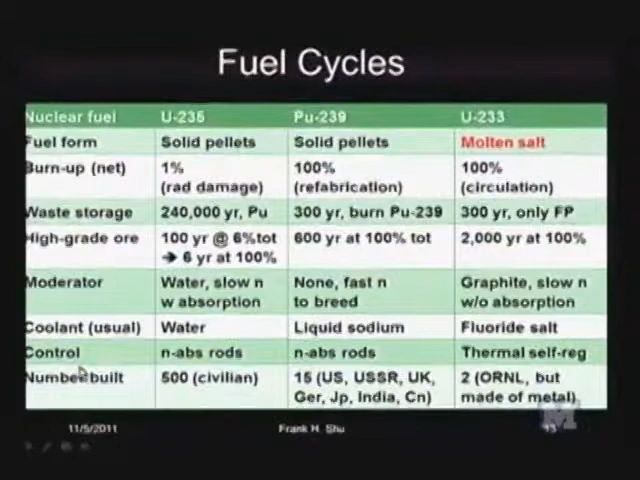 Fuel Cycles
Nuclear fuel U-235 Pu-239 U-233
Fuel form Solid pellets Solid pellets Molten salt
Burn-up (net) 1% 100% 100%
(rad damage) (refabrication) (circulation)
Waste storage 240,000 yr, Pu 300 yr, burn Pu-239 300 yr, only FP
High-grade ore 100 yr @ 6%tot 600 yr at 100% tot 2,000 yr at 100%
➔ 6 yr at 100%
Moderator Water, slow n None, fast n Graphite, slow n
w absorption to breed w/o absorption
Coolant (usual) Water Liquid sodium Fluoride salt
Control n-abs rods n-abs rods Thermal self-reg
Number built 500 (civilian) 15 (US, USSR, UK, 2 (ORNL, but
Ger, Jp, India, Cn) made of metal)
11/5/2011 Frank H. Shu
M